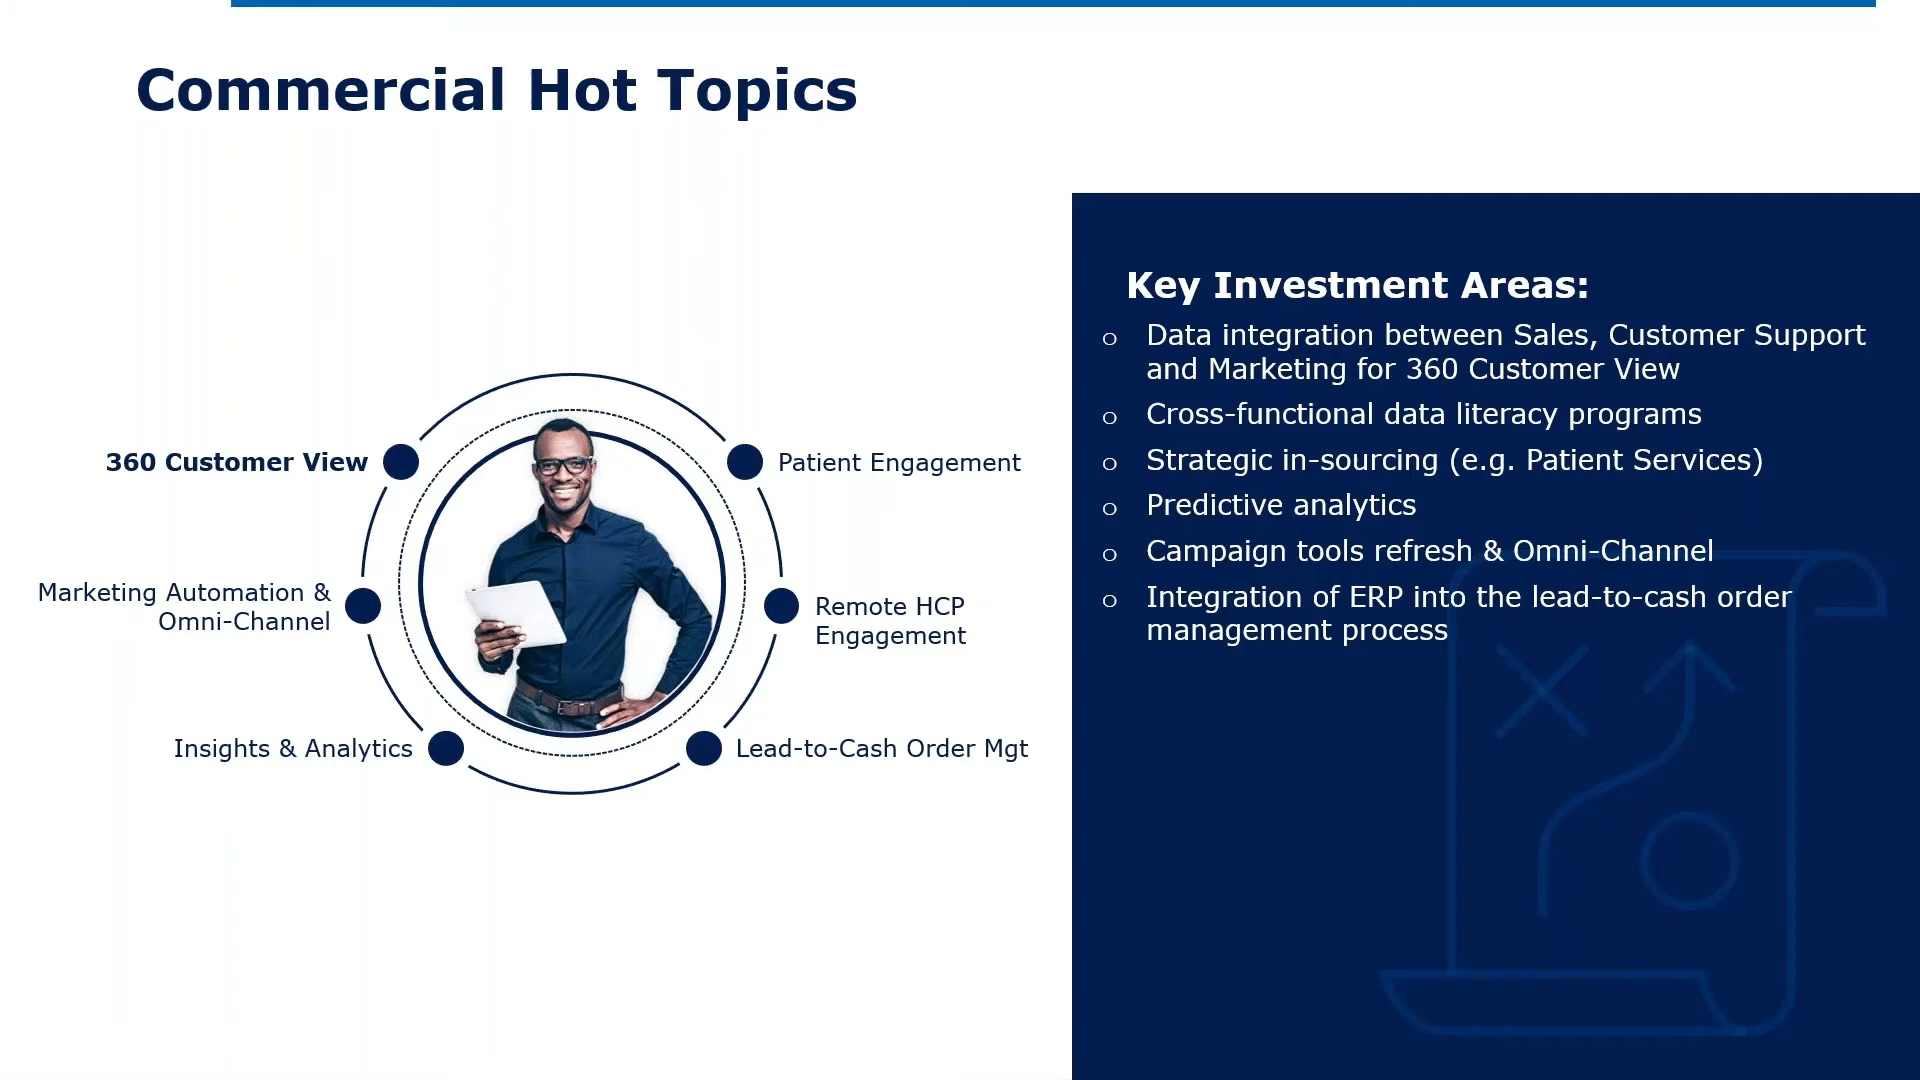 Commercial Hot Topics
360 Customer View
Patient Engagement
Marketing Automation &
Omni-Channel
Remote HCP
Engagement
Insights & Analytics
Lead-to-Cash Order Mgt
Key Investment Areas:
o Data integration between Sales, Customer Support
and Marketing for 360 Customer View
o Cross-functional data literacy programs
o Strategic in-sourcing (e.g. Patient Services)
o Predictive analytics
o Campaign tools refresh & Omni-Channel
o Integration of ERP into the lead-to-cash order
management process